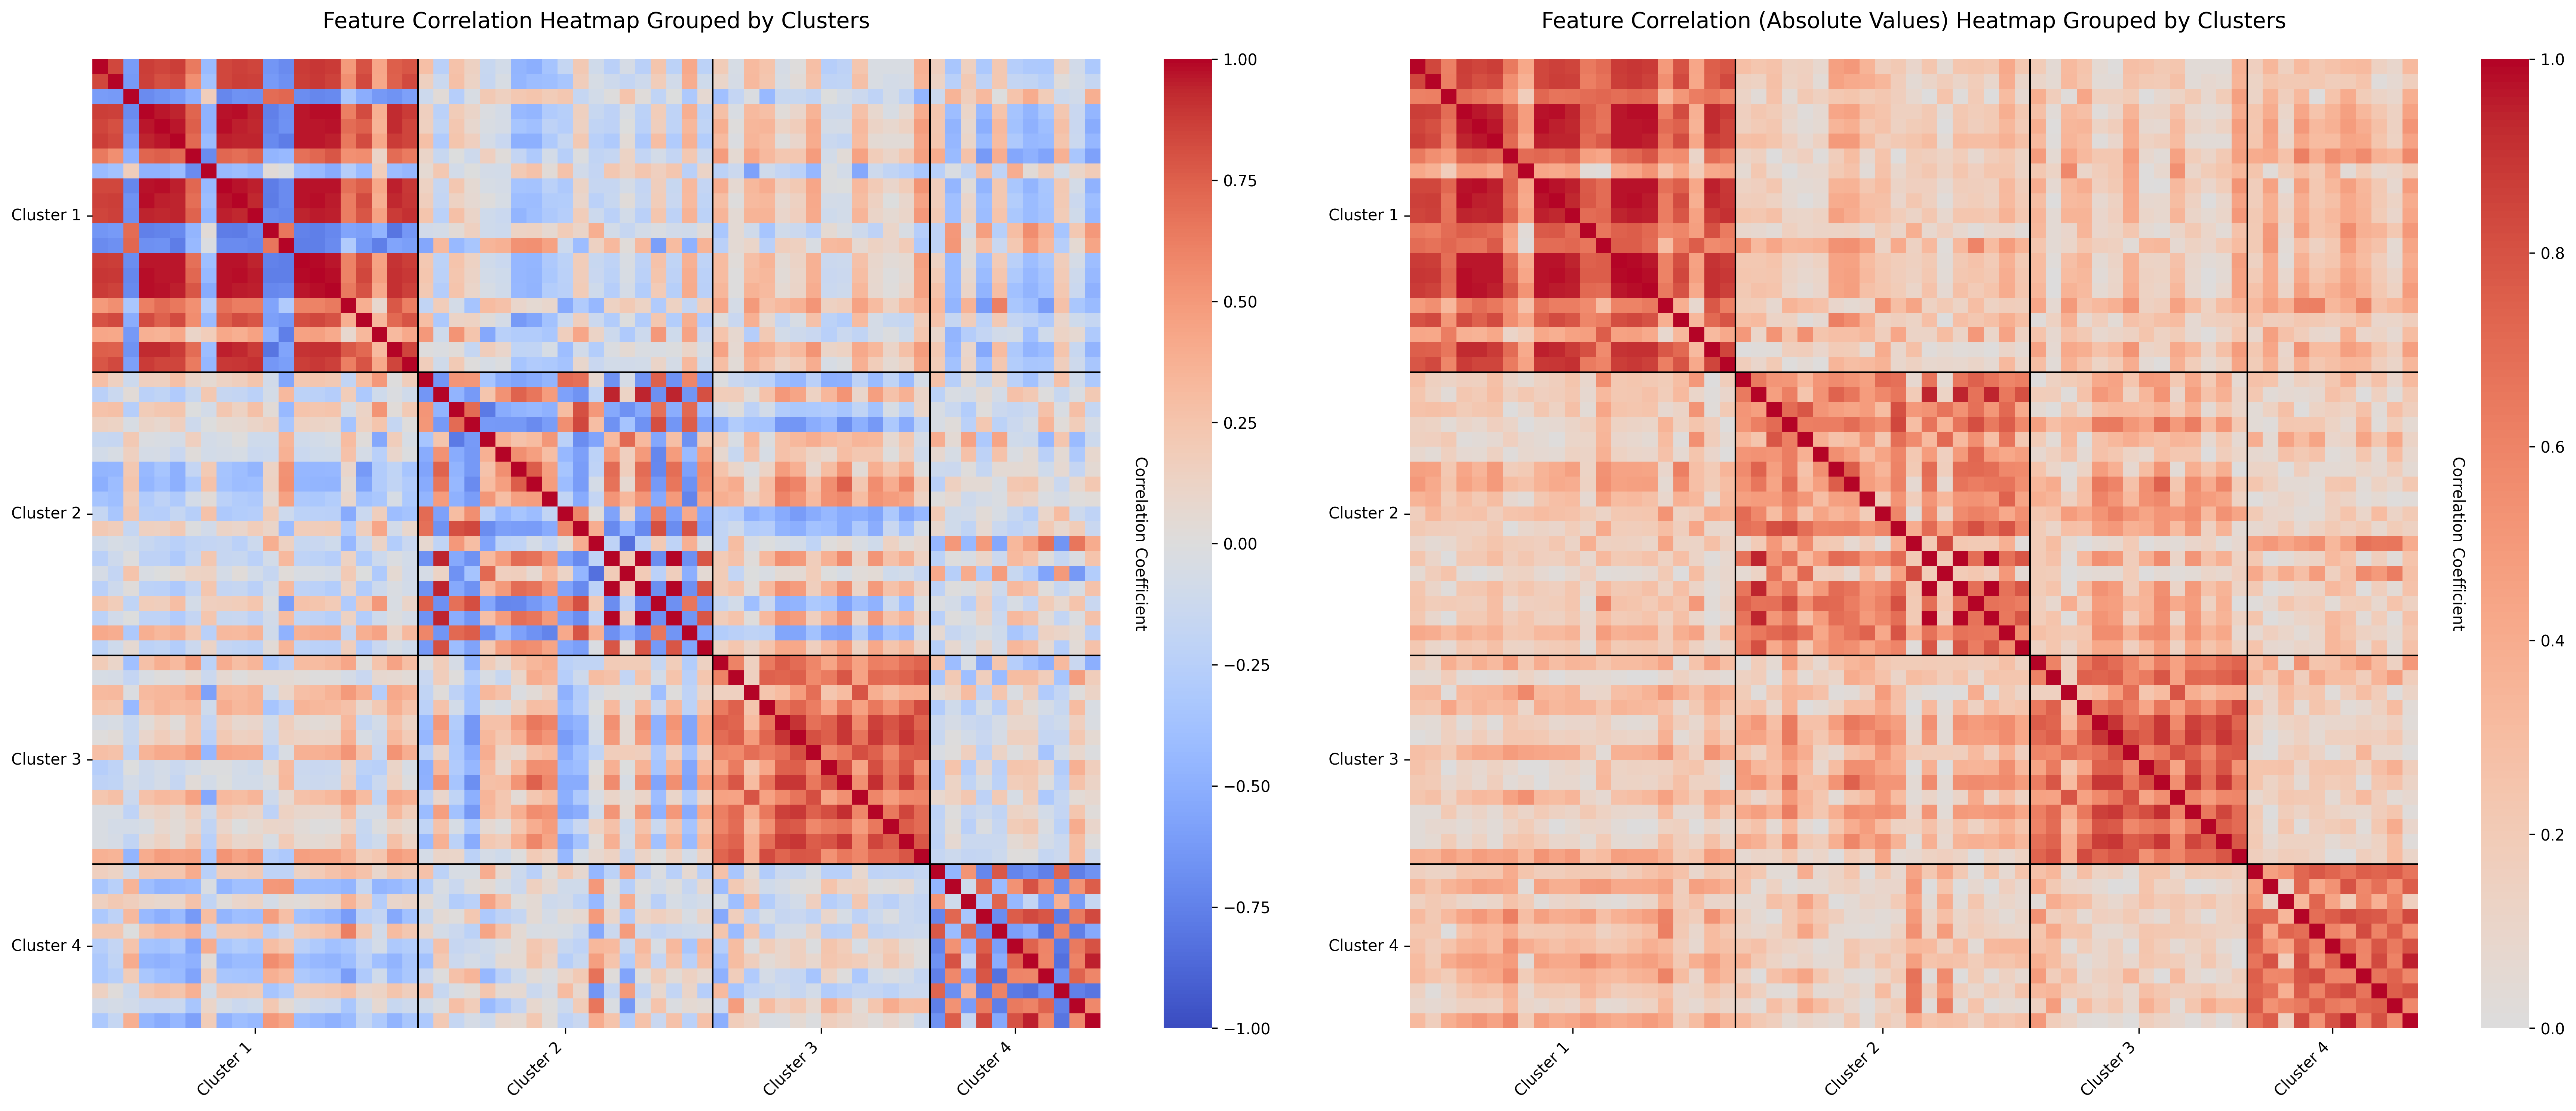 Feature Correlation Heatmap Grouped by Clusters
Cluster 1
Cluster 2
Cluster 3
Cluster 4
Cluster 1
Cluster 2
Cluster 3
Cluster 4
1.00
0.75
0.50
0.25
0.00
−0.25
−0.50
−0.75
−1.00
Correlation Coefficient
Feature Correlation (Absolute Values) Heatmap Grouped by Clusters
Cluster 1
Cluster 2
Cluster 3
Cluster 4
Cluster 1
Cluster 2
Cluster 3
Cluster 4
1.0
0.8
0.6
0.4
0.2
0.0
Correlation Coefficient